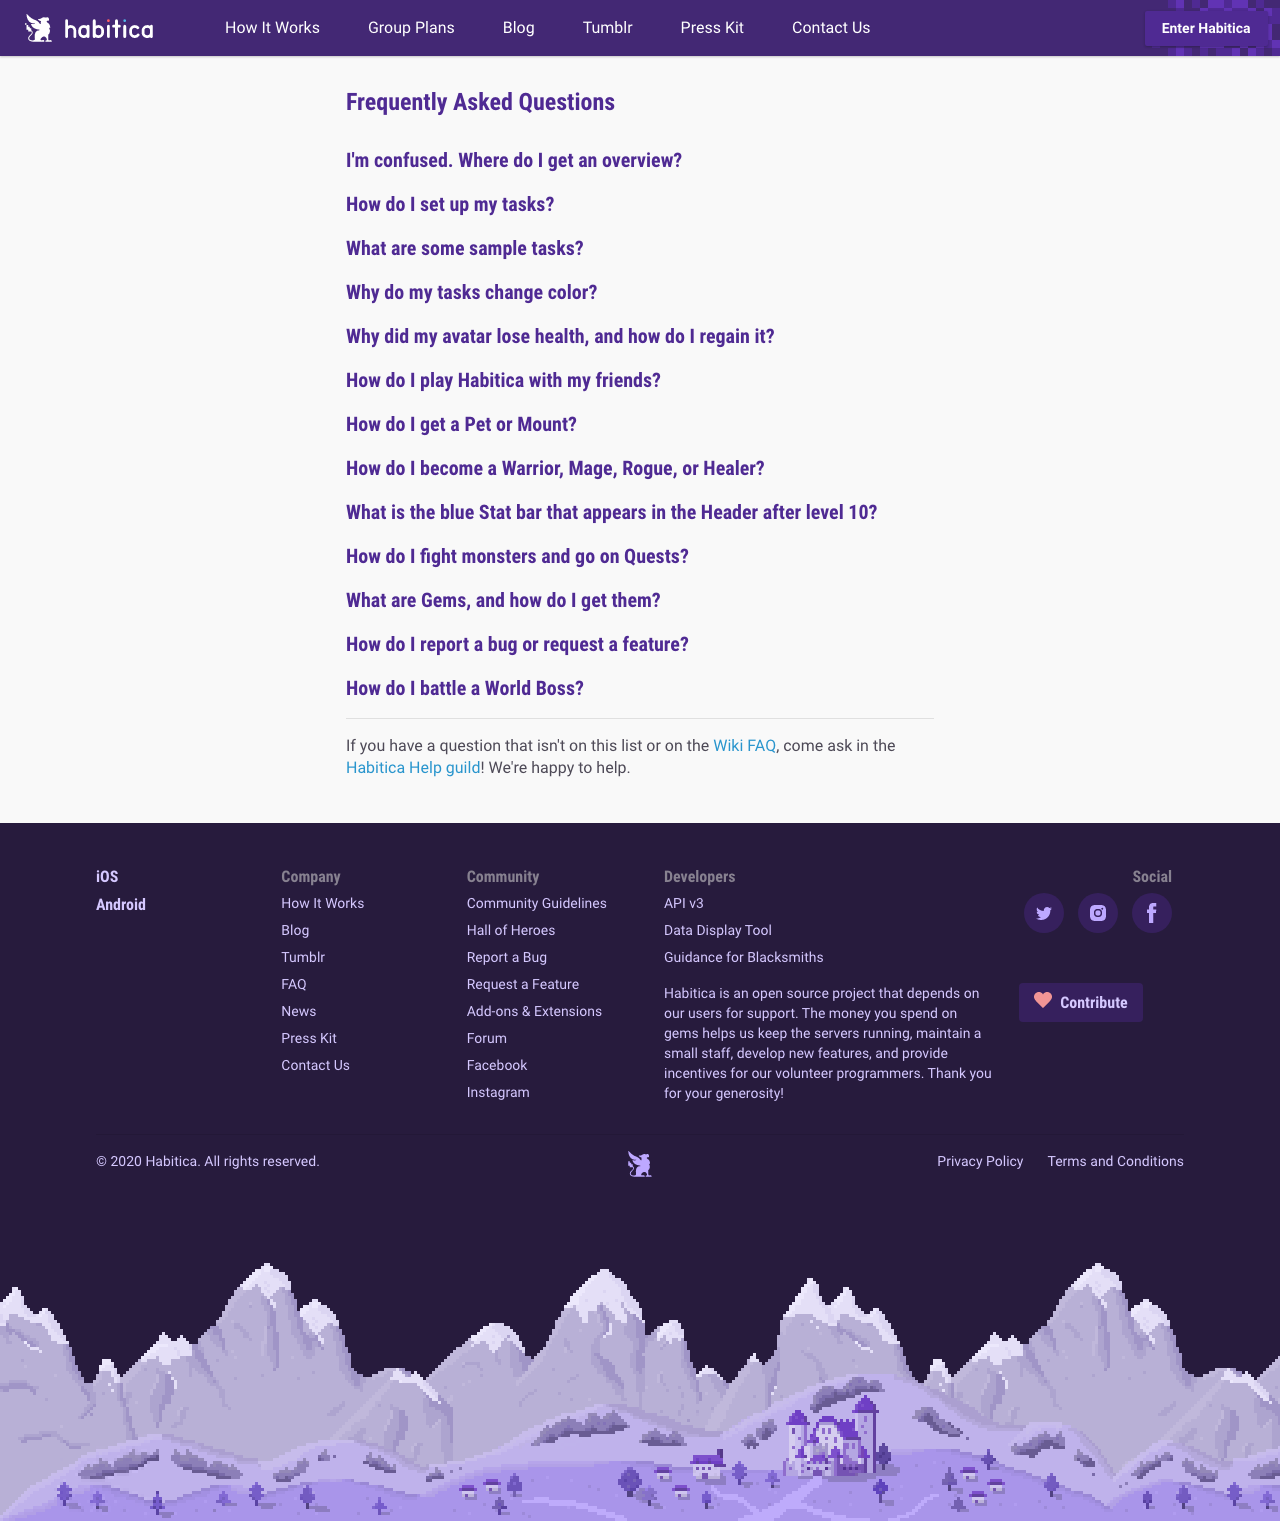 habitica
How It Works
Group Plans
Blog
Tumblr
Press Kit
Contact Us
Enter Habitica
Frequently Asked Questions
I'm confused. Where do I get an overview?
How do I set up my tasks?
What are some sample tasks?
Why do my tasks change color?
Why did my avatar lose health, and how do I regain it?
How do I play Habitica with my friends?
How do I get a Pet or Mount?
How do I become a Warrior, Mage, Rogue, or Healer?
What is the blue Stat bar that appears in the Header after level 10?
How do I fight monsters and go on Quests?
What are Gems, and how do I get them?
How do I report a bug or request a feature?
How do I battle a World Boss?
If you have a question that isn't on this list or on the Wiki FAQ, come ask in the
Habitica Help guild! We're happy to help.
iOS
Android
Company
How It Works
Blog
Tumblr
FAQ
News
Press Kit
Contact Us
Community
Community Guidelines
Hall of Heroes
Report a Bug
Request a Feature
Add-ons & Extensions
Forum
Facebook
Instagram
Developers
API v3
Data Display Tool
Guidance for Blacksmiths
Habitica is an open source project that depends on
our users for support. The money you spend on
gems helps us keep the servers running, maintain a
small staff, develop new features, and provide
incentives for our volunteer programmers. Thank you
for your generosity!
Social
Contribute
© 2020 Habitica. All rights reserved.
Privacy Policy
Terms and Conditions